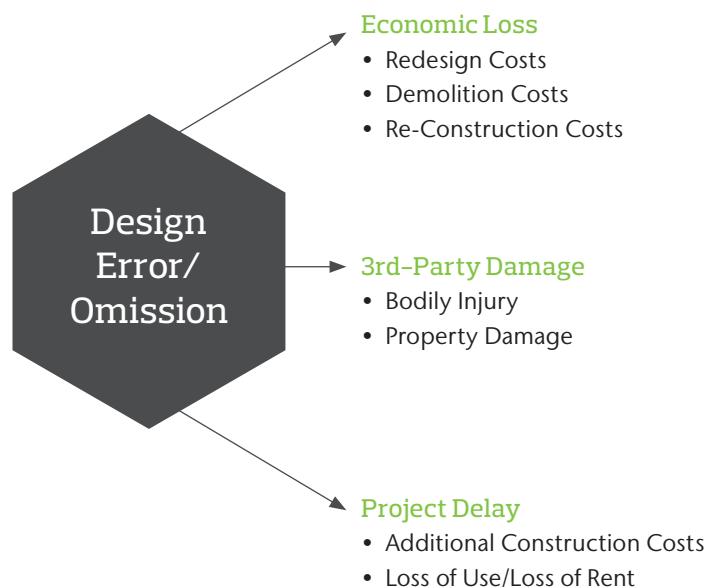 Economic Loss
• Redesign Costs
• Demolition Costs
• Re-Construction Costs
Design
Error/
Omission
3rd-Party Damage
• Bodily Injury
• Property Damage
Project Delay
• Additional Construction Costs
• Loss of Use/Loss of Rent